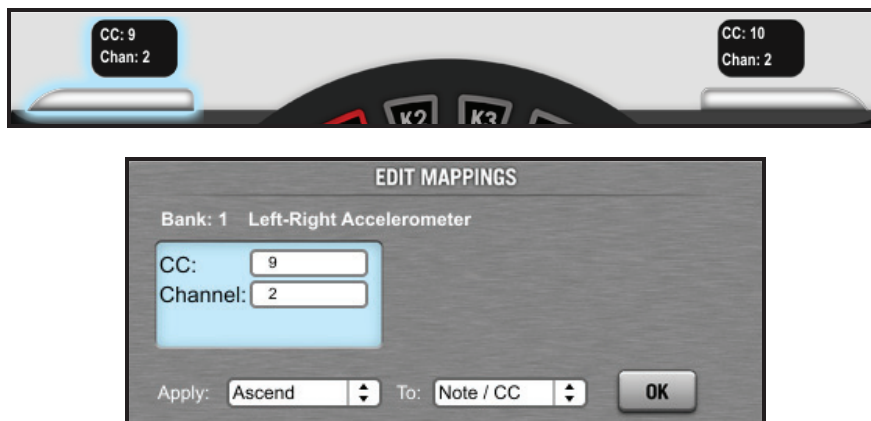 CC: 9
Chan: 2
CC: 10
Chan: 2
K2 K3
EDIT MAPPINGS
Bank: 1 Left-Right Accelerometer
CC: 9
Channel: 2
Apply: Ascend To: Note / CC OK